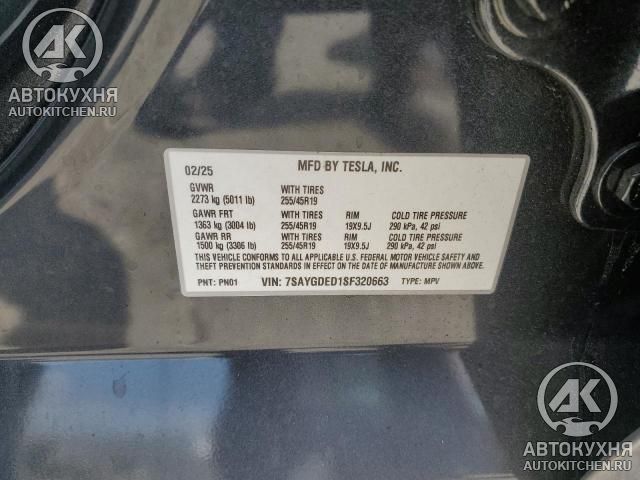 AK
АВТОКУХНЯ
AUTOKITCHEN.RU
02/25 MFD BY TESLA, INC.
GVWR WITH TIRES
2273 kg (5011 lb) 255/45R19
GAWR FRT WITH TIRES RIM COLD TIRE PRESSURE
1363 kg (3004 lb) 255/45R19 19X9.5J 290 kPa, 42 psi
GAWR RR WITH TIRES RIM COLD TIRE PRESSURE
1500 kg (3306 lb) 255/45R19 19X9.5J 290 kPa, 42 psi
THIS VEHICLE CONFORMS TO ALL APPLICABLE U.S. FEDERAL MOTOR VEHICLE SAFETY AND
THEFT PREVENTION STANDARDS IN EFFECT ON THE DATE OF MANUFACTURE SHOWN ABOVE.
PNT: PN01 VIN: 7SAYGDED1SF320663 TYPE: MPV
AK
АВТОКУХНЯ
AUTOKITCHEN.RU